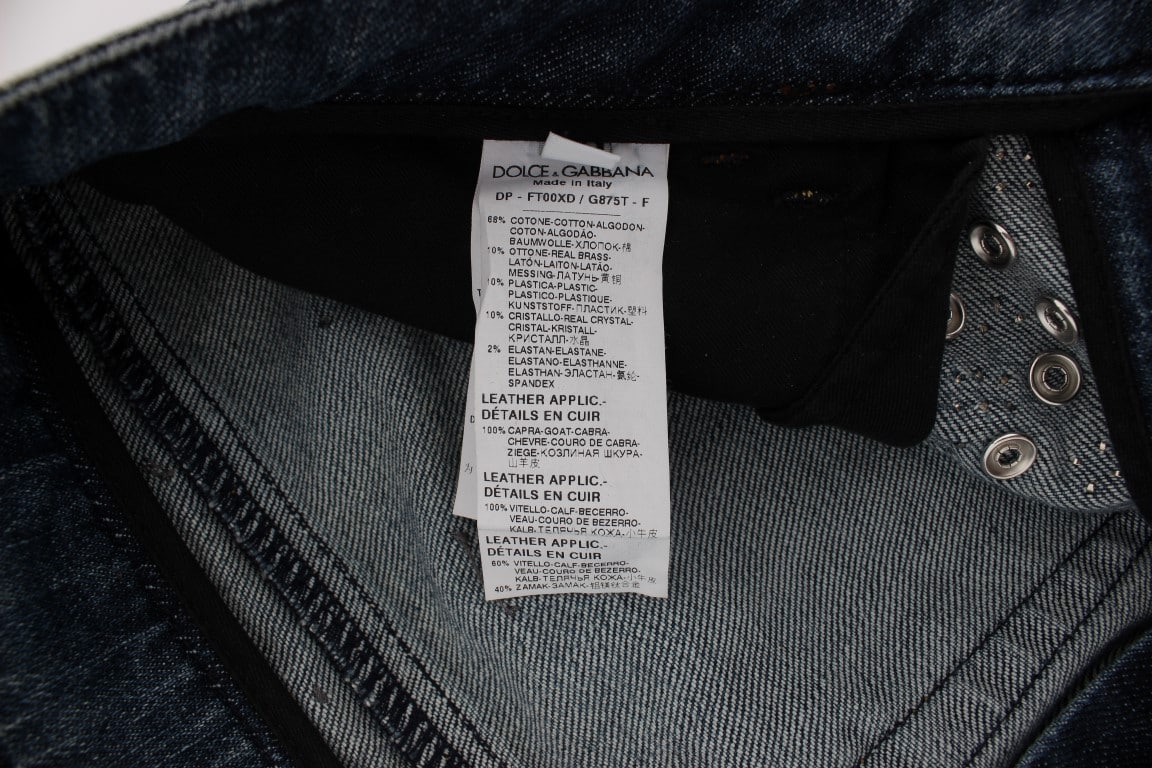 DOLCE & GABBANA
Made in Italy
DP - FT00XD / G875T - F
68% COTONE-COTTON-ALGODON-
COTON-ALGODÃO-
BAUMWOLLE-ХЛОПОК-棉
10% OTTONE-REAL BRASS-
LATÓN-LAITON-LATÃO-
MESSING-ЛАТУНЬ-黄铜
10% PLASTICA-PLASTIC-
PLASTICO-PLASTIQUE-
KUNSTSTOFF-ПЛАСТИК-塑料
10% CRISTALLO-REAL CRYSTAL-
CRISTAL-KRISTALL-
КРИСТАЛЛ-水晶
2% ELASTAN-ELASTANE-
ELASTANO-ELASTHANNE-
ELASTHAN-ЭЛАСТАН-氨纶-
SPANDEX
LEATHER APPLIC.-
DÉTAILS EN CUIR
100% CAPRA-GOAT-CABRA-
CHEVRE-COURO DE CABRA-
ZIEGE-КОЗЛИНАЯ ШКУРА-
山羊皮
LEATHER APPLIC.-
DÉTAILS EN CUIR
100% VITELLO-CALF-BECERRO-
VEAU-COURO DE BEZERRO-
KALB-ТЕЛЯЧЬЯ КОЖА-小牛皮
LEATHER APPLIC.-
DÉTAILS EN CUIR
60% VITELLO-CALF-BECERRO-
VEAU-COURO DE BEZERRO-
KALB-ТЕЛЯЧЬЯ КОЖА-小牛皮
40% ZAMAK-ЗАМАК-铝镁钛合金